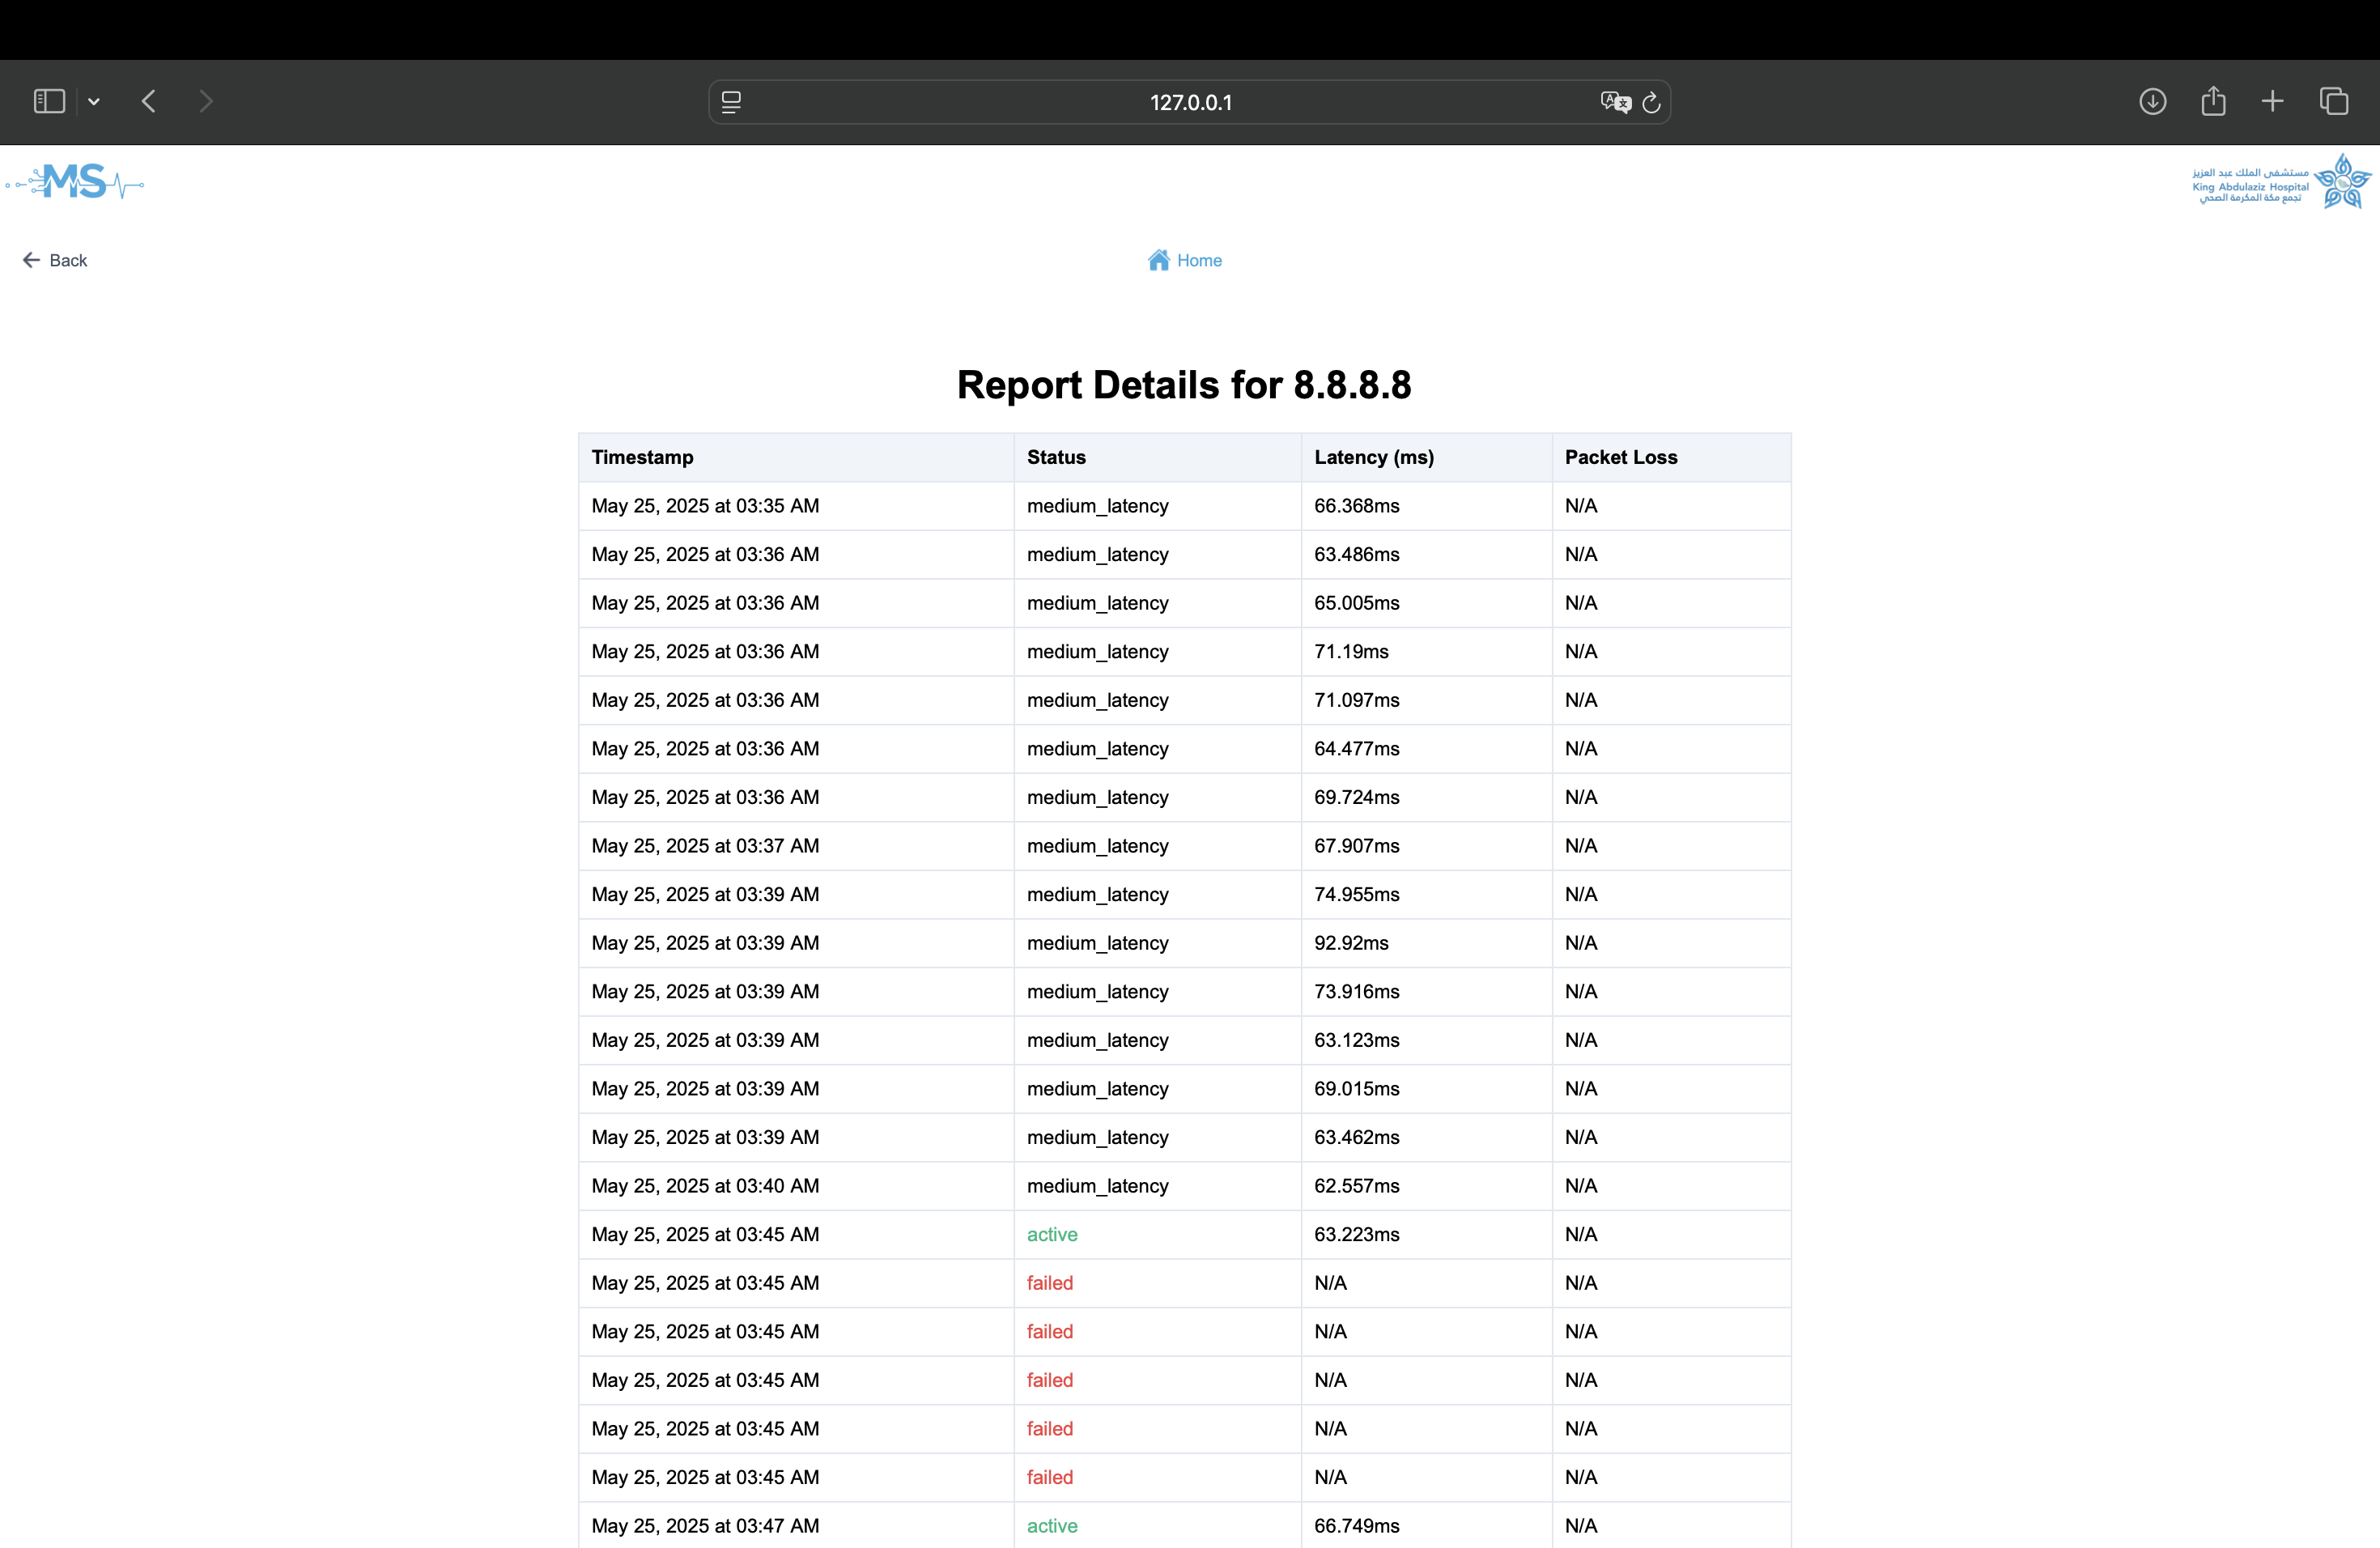 127.0.0.1
MS
مستشفى الملك عبد العزيز
King Abdulaziz Hospital
تجمع مكة المكرمة الصحي
Back
Home
Report Details for 8.8.8.8
Timestamp Status Latency (ms) Packet Loss
May 25, 2025 at 03:35 AM medium_latency 66.368ms N/A
May 25, 2025 at 03:36 AM medium_latency 63.486ms N/A
May 25, 2025 at 03:36 AM medium_latency 65.005ms N/A
May 25, 2025 at 03:36 AM medium_latency 71.19ms N/A
May 25, 2025 at 03:36 AM medium_latency 71.097ms N/A
May 25, 2025 at 03:36 AM medium_latency 64.477ms N/A
May 25, 2025 at 03:36 AM medium_latency 69.724ms N/A
May 25, 2025 at 03:37 AM medium_latency 67.907ms N/A
May 25, 2025 at 03:39 AM medium_latency 74.955ms N/A
May 25, 2025 at 03:39 AM medium_latency 92.92ms N/A
May 25, 2025 at 03:39 AM medium_latency 73.916ms N/A
May 25, 2025 at 03:39 AM medium_latency 63.123ms N/A
May 25, 2025 at 03:39 AM medium_latency 69.015ms N/A
May 25, 2025 at 03:39 AM medium_latency 63.462ms N/A
May 25, 2025 at 03:40 AM medium_latency 62.557ms N/A
May 25, 2025 at 03:45 AM active 63.223ms N/A
May 25, 2025 at 03:45 AM failed N/A N/A
May 25, 2025 at 03:45 AM failed N/A N/A
May 25, 2025 at 03:45 AM failed N/A N/A
May 25, 2025 at 03:45 AM failed N/A N/A
May 25, 2025 at 03:45 AM failed N/A N/A
May 25, 2025 at 03:47 AM active 66.749ms N/A